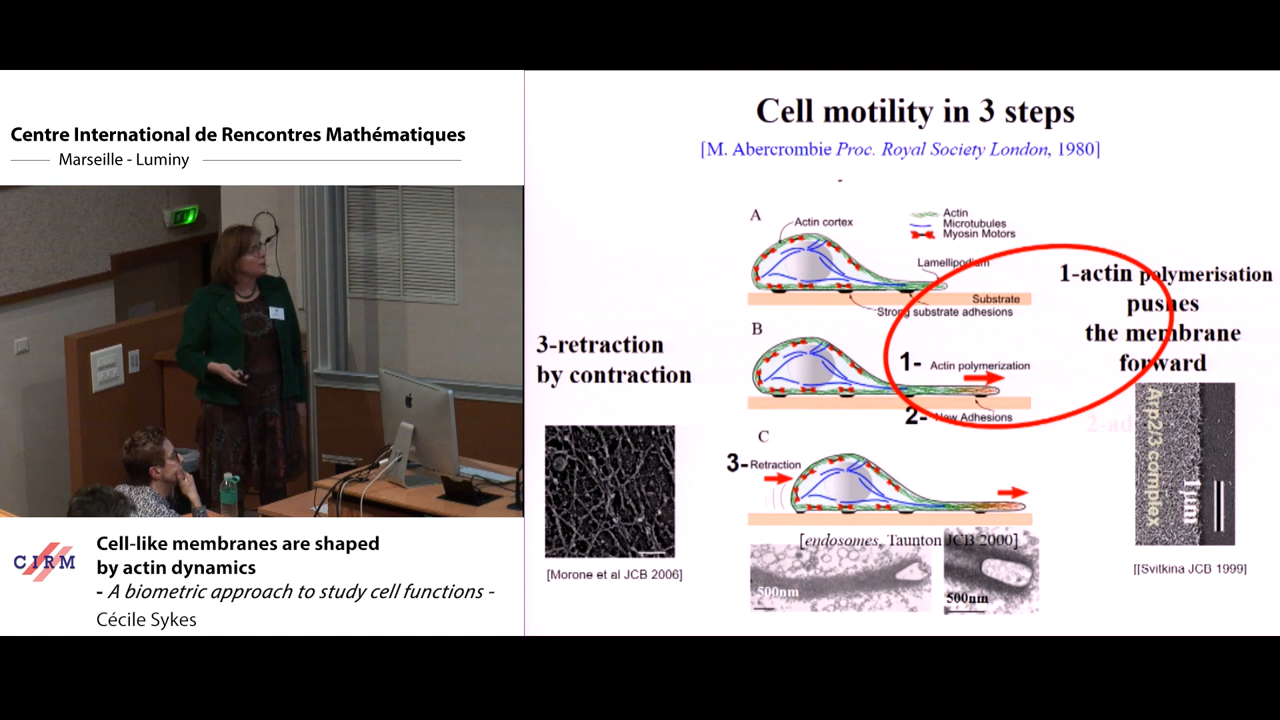 Centre International de Rencontres Mathématiques
Marseille - Luminy
CIRM
Cell-like membranes are shaped
by actin dynamics
- A biometric approach to study cell functions -
Cécile Sykes
Cell motility in 3 steps
[M. Abercrombie Proc. Royal Society London, 1980]
A
Actin cortex
Actin
Microtubules
Myosin Motors
Lamellipodium
Substrate
Strong substrate adhesions
1-actin polymerisation
pushes
the membrane
forward
B
1- Actin polymerization
2- New Adhesions
2-ad
3-retraction
by contraction
C
3- Retraction
[endosomes, Taunton JCB 2000]
500nm
500nm
[Morone et al JCB 2006]
Arp2/3 complex
1µm
[[Svitkina JCB 1999]